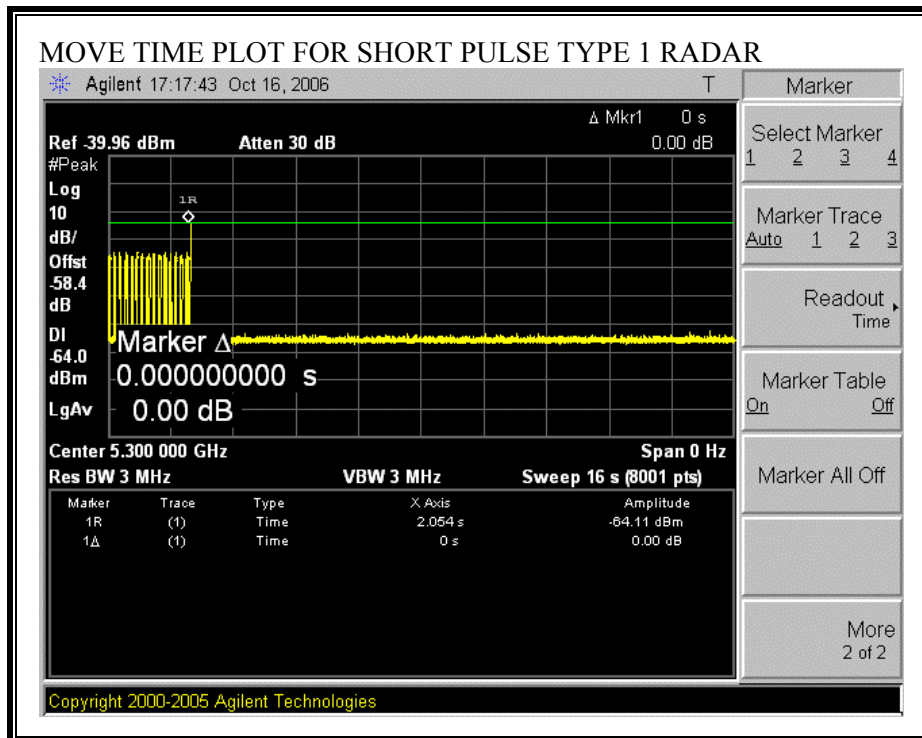 MOVE TIME PLOT FOR SHORT PULSE TYPE 1 RADAR
Agilent 17:17:43 Oct 16, 2006 T
Marker
Δ Mkr1 0 s
Ref -39.96 dBm Atten 30 dB 0.00 dB
#Peak
Log
10
dB/
Offst
-58.4
dB
DI
-64.0
dBm
LgAv
1R
Marker Δ
0.000000000 s
0.00 dB
Center 5.300 000 GHz Span 0 Hz
Res BW 3 MHz VBW 3 MHz Sweep 16 s (8001 pts)
Marker Trace Type X Axis Amplitude
1R (1) Time 2.054 s -64.11 dBm
1Δ (1) Time 0 s 0.00 dB
Select Marker
1 2 3 4
Marker Trace
Auto 1 2 3
Readout
Time
Marker Table
On Off
Marker All Off
More
2 of 2
Copyright 2000-2005 Agilent Technologies